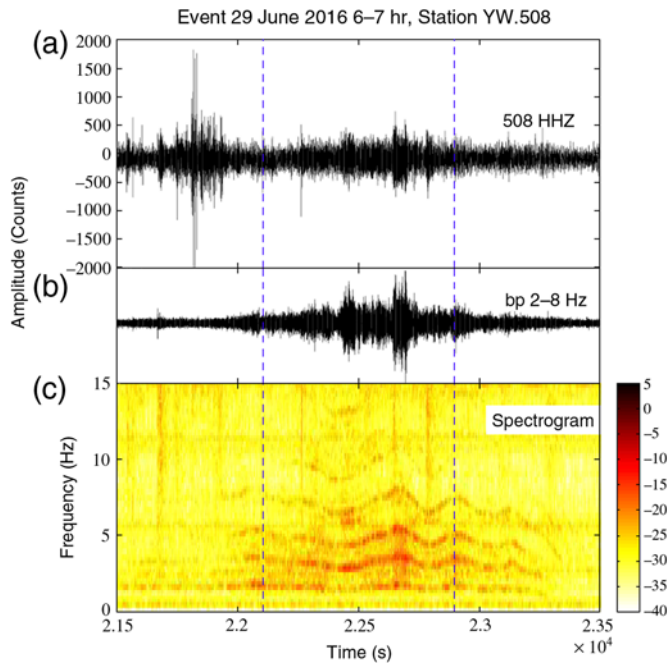 Event 29 June 2016 6–7 hr, Station YW.508
(a)
2000
1500
1000
500
0
−500
−1000
−1500
−2000
508 HHZ
Amplitude (Counts)
(b)
bp 2–8 Hz
(c)
15
10
5
0
Frequency (Hz)
Spectrogram
5
0
−5
−10
−15
−20
−25
−30
−35
−40
2.15 2.2 2.25 2.3 2.35
× 10⁴
Time (s)